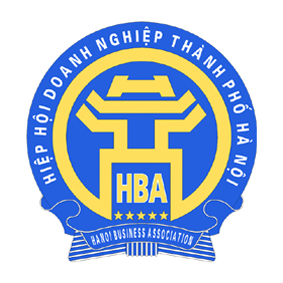 HIỆP HỘI DOANH NGHIỆP THÀNH PHỐ HÀ NỘI
HBA
HANOI BUSINESS ASSOCIATION